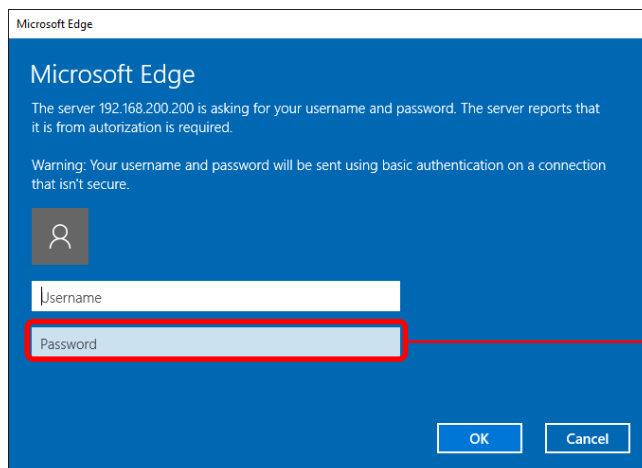 Microsoft Edge
Microsoft Edge
The server 192.168.200.200 is asking for your username and password. The server reports that
it is from autorization is required.
Warning: Your username and password will be sent using basic authentication on a connection
that isn't secure.
Username
Password
OK
Cancel